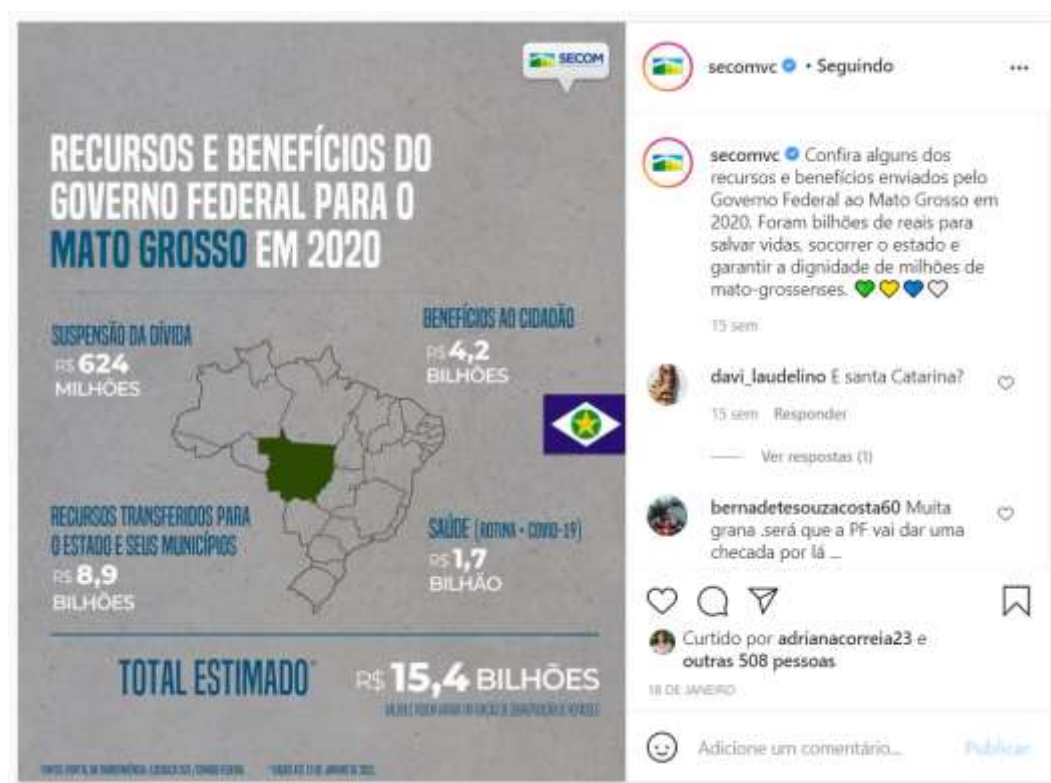 SECOM
RECURSOS E BENEFÍCIOS DO
GOVERNO FEDERAL PARA O
MATO GROSSO EM 2020
SUSPENSÃO DA DÍVIDA
R$ 624
MILHÕES
BENEFÍCIOS AO CIDADÃO
R$ 4,2
BILHÕES
RECURSOS TRANSFERIDOS PARA
O ESTADO E SEUS MUNICÍPIOS
R$ 8,9
BILHÕES
SAÚDE (ROTINA + COVID-19)
R$ 1,7
BILHÃO
TOTAL ESTIMADO*
R$ 15,4 BILHÕES
secomvc • Seguindo
secomvc Confira alguns dos
recursos e benefícios enviados pelo
Governo Federal ao Mato Grosso em
2020. Foram bilhões de reais para
salvar vidas, socorrer o estado e
garantir a dignidade de milhões de
mato-grossenses.
15 sem
davi_laudelino E santa Catarina?
15 sem Responder
Ver respostas (1)
bernadetesouzacosta60 Muita
grana .será que a PF vai dar uma
checada por lá ...
Curtido por adrianacorreia23 e
outras 508 pessoas
18 DE JANEIRO
Adicione um comentário... Publicar